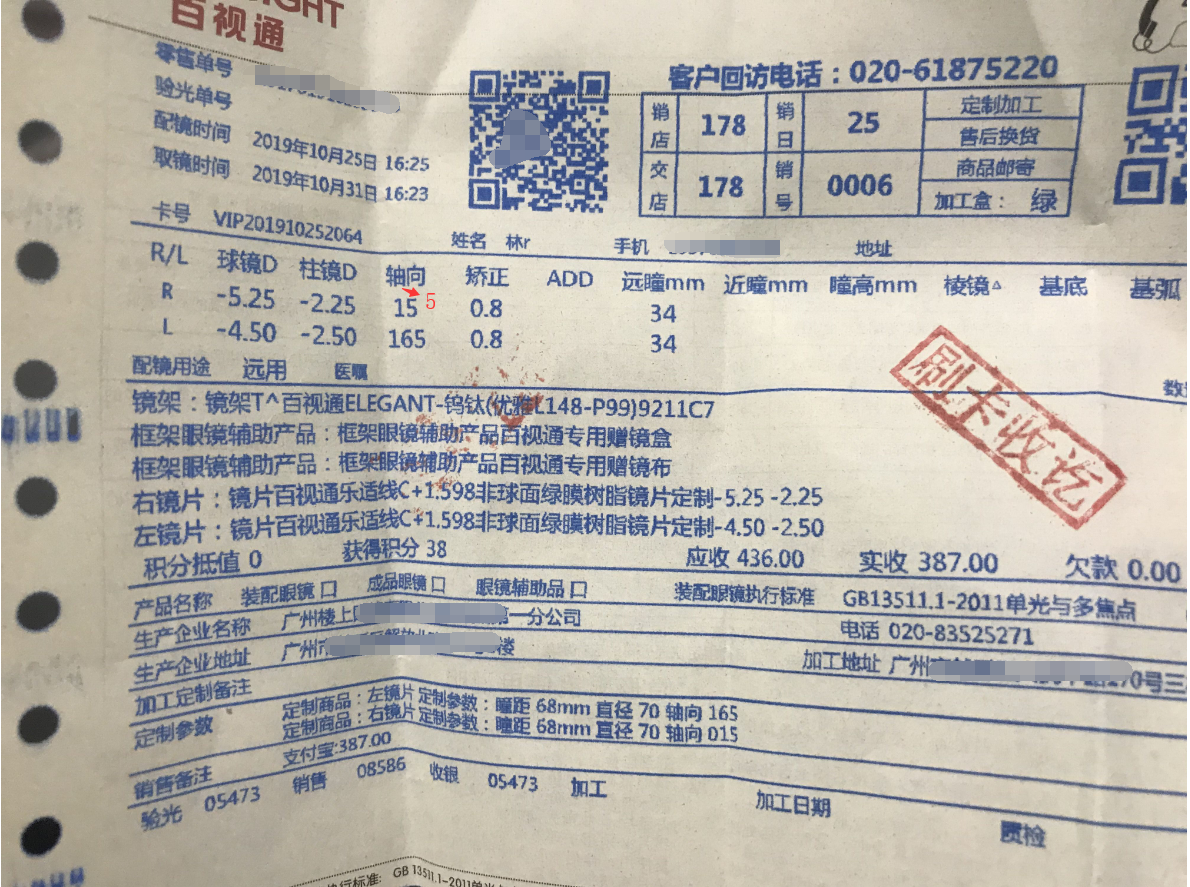 百视通
零售单号
验光单号
配镜时间 2019年10月25日 16:25
取镜时间 2019年10月31日 16:23
客户回访电话：020-61875220
销店 178 销日 25 定制加工
售后换货
交店 178 销号 0006 商品邮寄
加工盒： 绿
卡号 VIP201910252064 姓名 林r 手机 地址
R/L 球镜D 柱镜D 轴向 矫正 ADD 远瞳mm 近瞳mm 瞳高mm 棱镜△ 基底 基弧
R -5.25 -2.25 15 5 0.8 34
L -4.50 -2.50 165 0.8 34
刷卡收讫
配镜用途 远用 医嘱
镜架：镜架T^百视通ELEGANT-钨钛(优雅L148-P99)9211C7
框架眼镜辅助产品：框架眼镜辅助产品百视通专用赠镜盒
框架眼镜辅助产品：框架眼镜辅助产品百视通专用赠镜布
右镜片：镜片百视通乐适线C+1.598非球面绿膜树脂镜片定制-5.25 -2.25
左镜片：镜片百视通乐适线C+1.598非球面绿膜树脂镜片定制-4.50 -2.50
积分抵值 0 获得积分 38 应收 436.00 实收 387.00 欠款 0.00
产品名称 装配眼镜 口 成品眼镜 口 眼镜辅助品 口 装配眼镜执行标准 GB13511.1-2011单光与多焦点
生产企业名称 广州楼上 第一分公司 电话 020-83525271
生产企业地址 广州市 楼 加工地址 广州 号三
加工定制备注
定制参数 定制商品：左镜片 定制参数：瞳距 68mm 直径 70 轴向 165
定制商品：右镜片 定制参数：瞳距 68mm 直径 70 轴向 015
支付宝:387.00
销售备注
验光 05473 销售 08586 收银 05473 加工 加工日期 质检
执行标准: GB 13511.1-2011单光